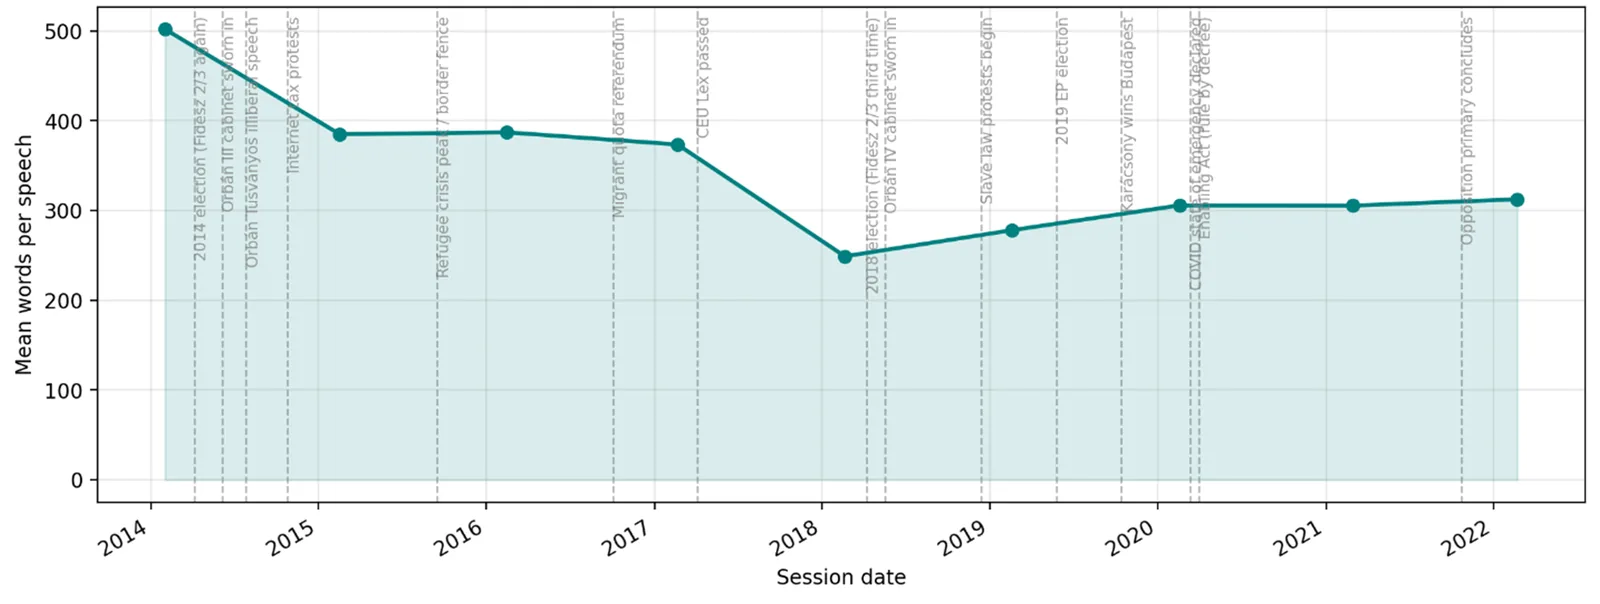 500
400
300
200
100
0
Mean words per speech
2014 election (Fidesz 2/3 again)
Orbán III cabinet sworn in
Orbán Tusványos illiberal speech
Internet tax protests
Refugee crisis peak / border fence
Migrant quota referendum
CEU Lex passed
2018 election (Fidesz 2/3 third time)
Orbán IV cabinet sworn in
Slave law protests begin
2019 EP election
Karácsony wins Budapest
COVID state of emergency declared
Enabling Act (rule by decree)
Opposition primary concludes
2014
2015
2016
2017
2018
2019
2020
2021
2022
Session date